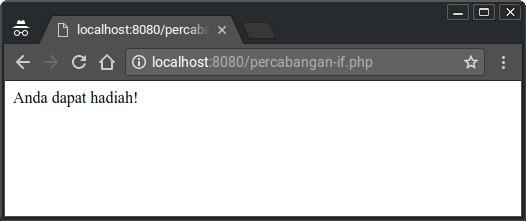 localhost:8080/percaba
localhost:8080/percabangan-if.php
Anda dapat hadiah!